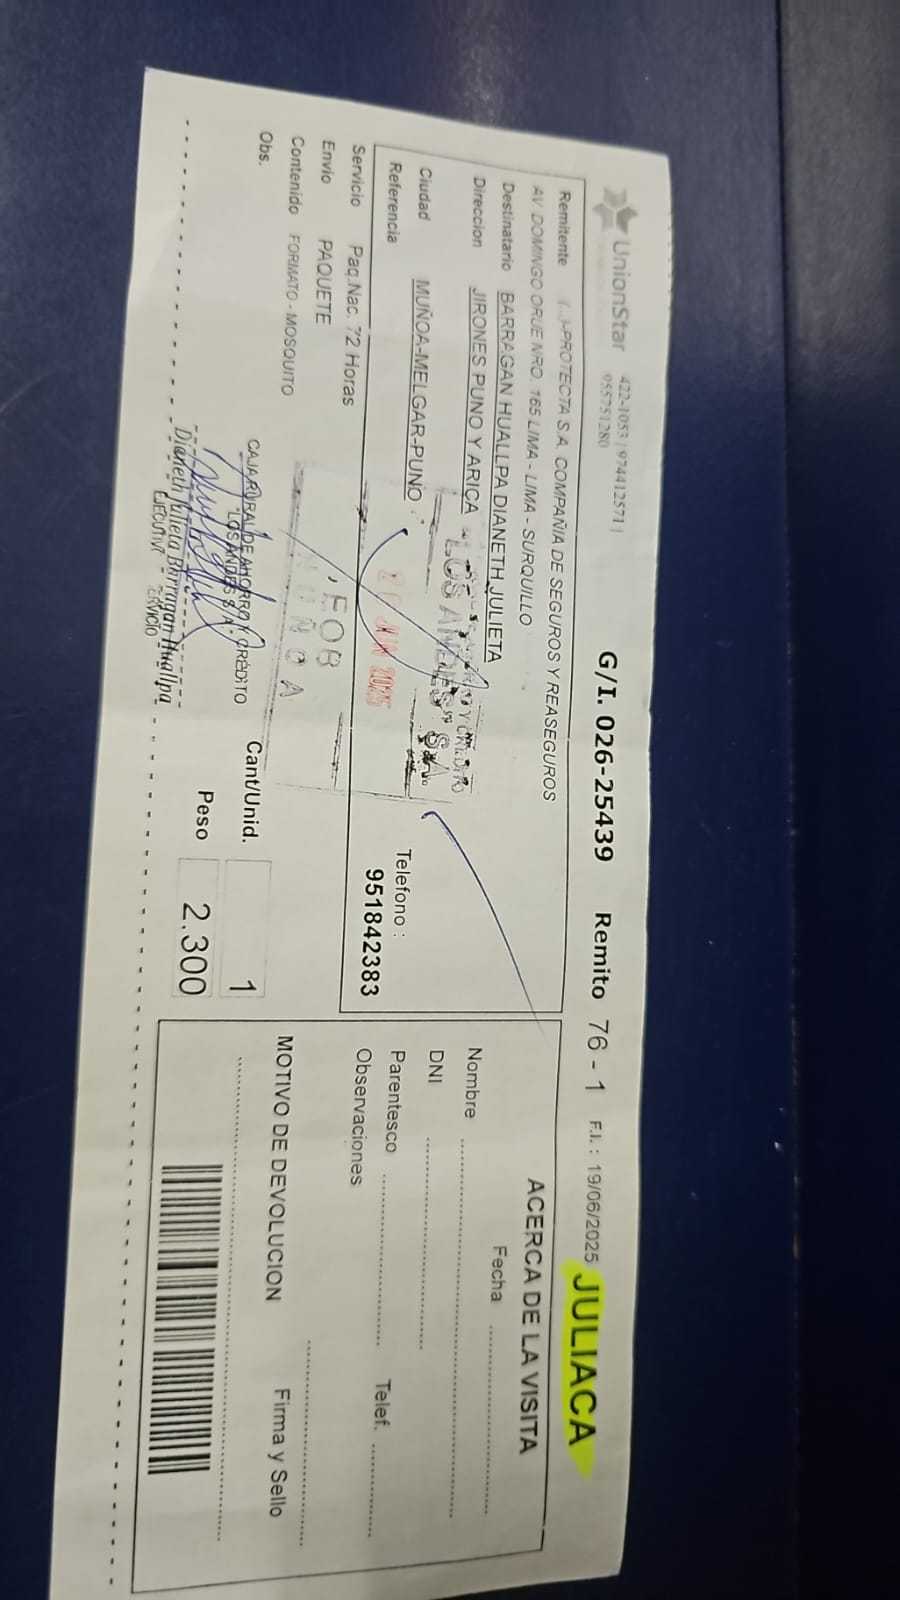 UnionStar
422-1053 | 974412571 |
955751280
G/I. 026-25439 Remito 76 - 1 F.I. : 19/06/2025 JULIACA
Remitente (...)-PROTECTA S.A. COMPAÑIA DE SEGUROS Y REASEGUROS
AV. DOMINGO ORUE NRO. 165 LIMA - LIMA - SURQUILLO
Destinatario BARRAGAN HUALLPA DIANETH JULIETA
Direccion JIRONES PUNO Y ARICA
Ciudad MUÑOA-MELGAR-PUNO
Referencia
Telefono :
951842383
Servicio Paq.Nac. 72 Horas
Envio PAQUETE
Contenido FORMATO - MOSQUITO
Obs.
Cant/Unid. 1
Peso 2.300
LOS ANDES S.A.
JUN 2025
EOB
CAJA RURAL DE AHORRO Y CRÉDITO
LOS ANDES S.A.
Dianeth Julieta Barragan Huallpa
ACERCA DE LA VISITA
Fecha
Nombre
DNI
Parentesco Telef.
Observaciones
MOTIVO DE DEVOLUCION Firma y Sello